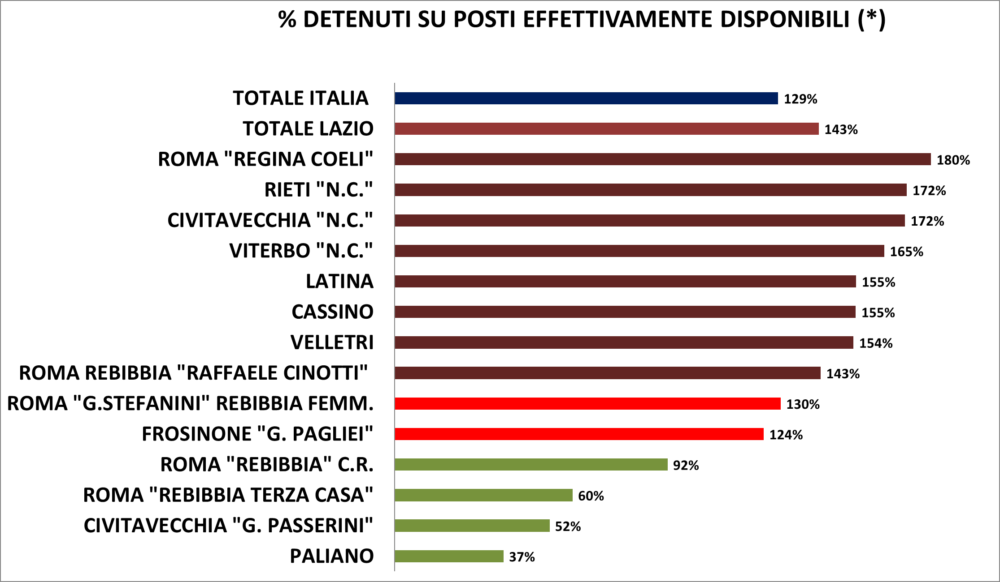 % DETENUTI SU POSTI EFFETTIVAMENTE DISPONIBILI (*)
TOTALE ITALIA 129%
TOTALE LAZIO 143%
ROMA "REGINA COELI" 180%
RIETI "N.C." 172%
CIVITAVECCHIA "N.C." 172%
VITERBO "N.C." 165%
LATINA 155%
CASSINO 155%
VELLETRI 154%
ROMA REBIBBIA "RAFFAELE CINOTTI" 143%
ROMA "G.STEFANINI" REBIBBIA FEMM. 130%
FROSINONE "G. PAGLIEI" 124%
ROMA "REBIBBIA" C.R. 92%
ROMA "REBIBBIA TERZA CASA" 60%
CIVITAVECCHIA "G. PASSERINI" 52%
PALIANO 37%